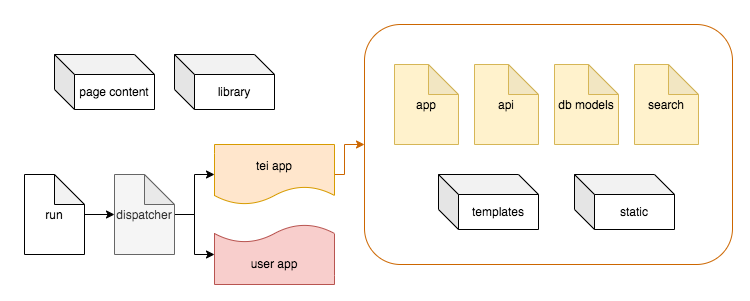 page content
library
app
api
db models
search
tei app
run
dispatcher
templates
static
user app